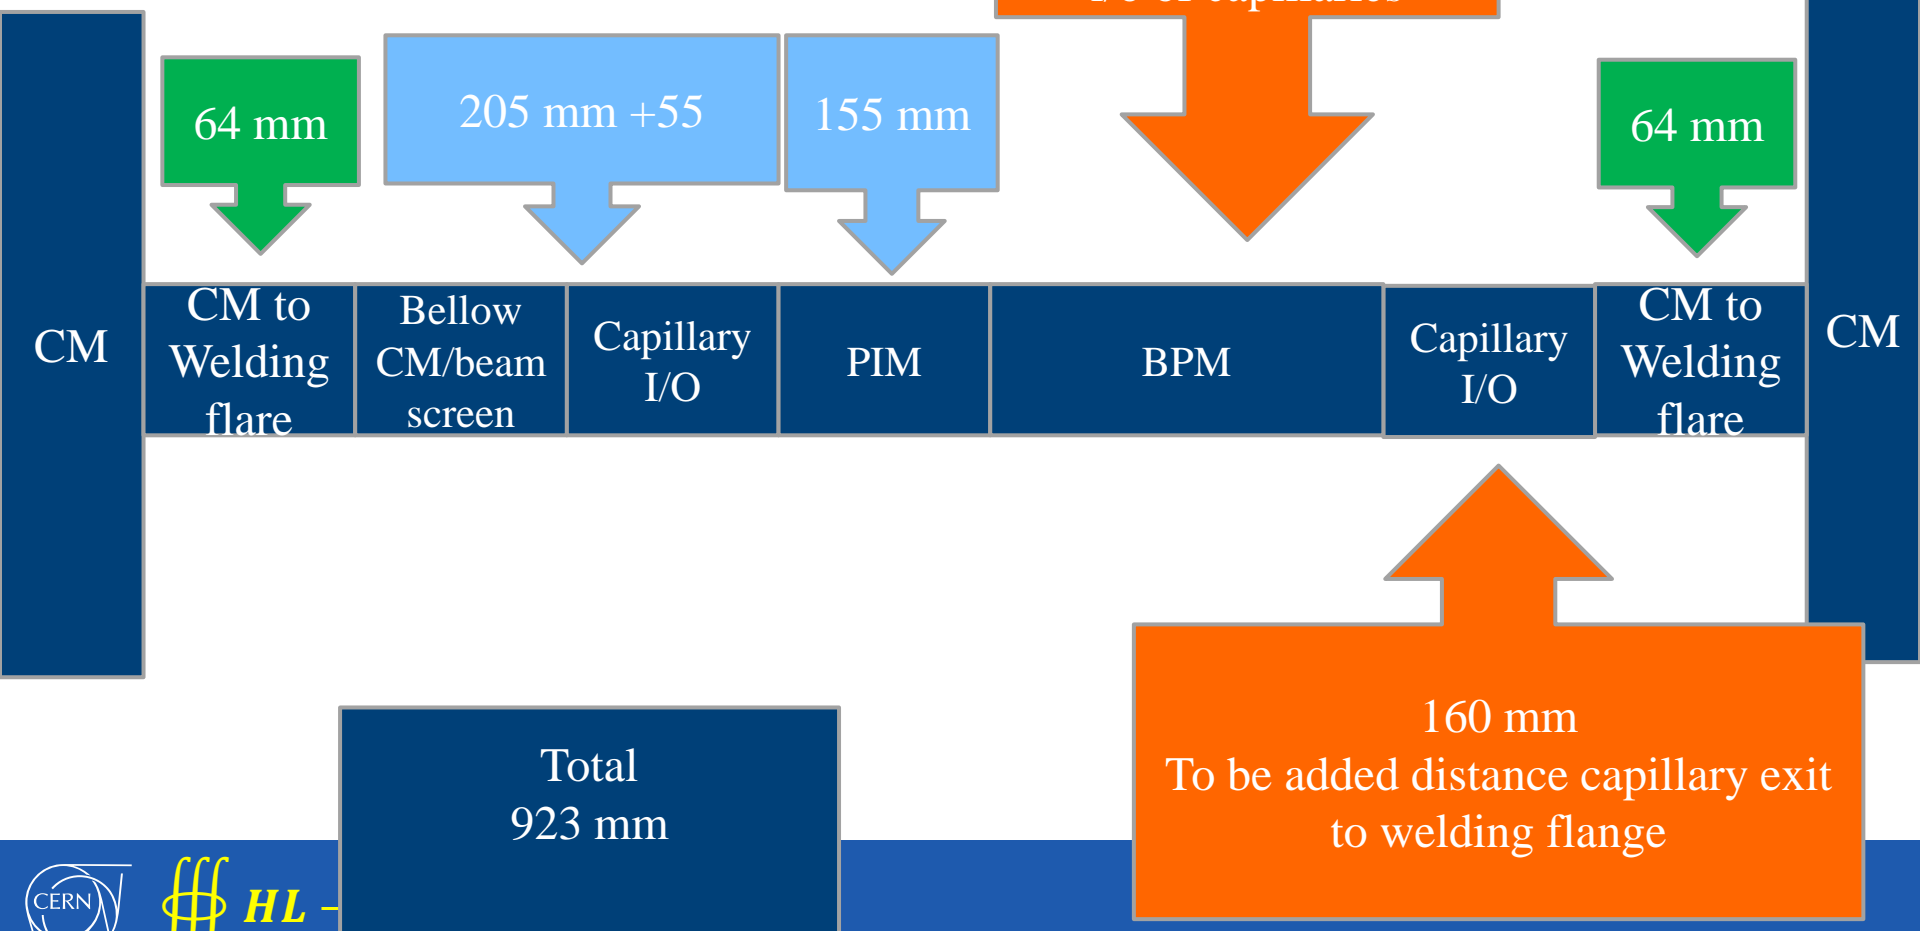 of capillaries
64 mm
205 mm +55
155 mm
64 mm
CM
CM to
Welding
flare
Bellow
CM/beam
screen
Capillary
I/O
PIM
BPM
Capillary
I/O
CM to
Welding
flare
CM
160 mm
To be added distance capillary exit
to welding flange
Total
923 mm
CERN
HL –